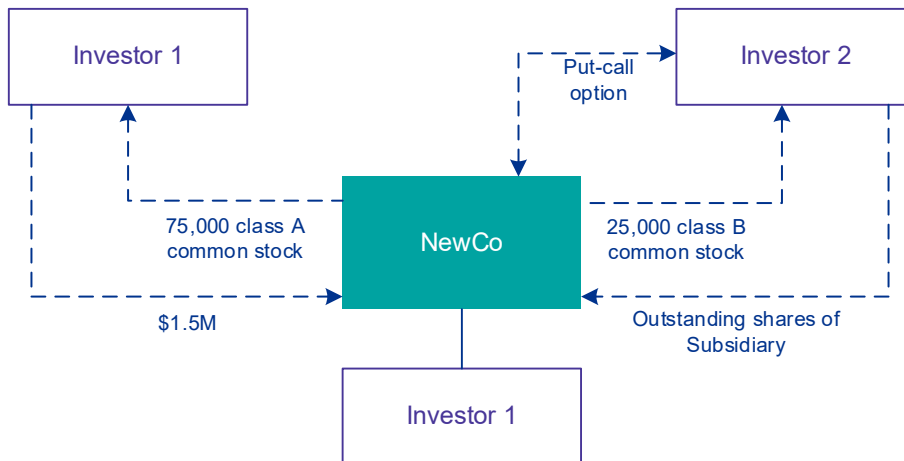 Investor 1
Investor 2
Put-call
option
75,000 class A
common stock
NewCo
25,000 class B
common stock
$1.5M
Outstanding shares of
Subsidiary
Investor 1